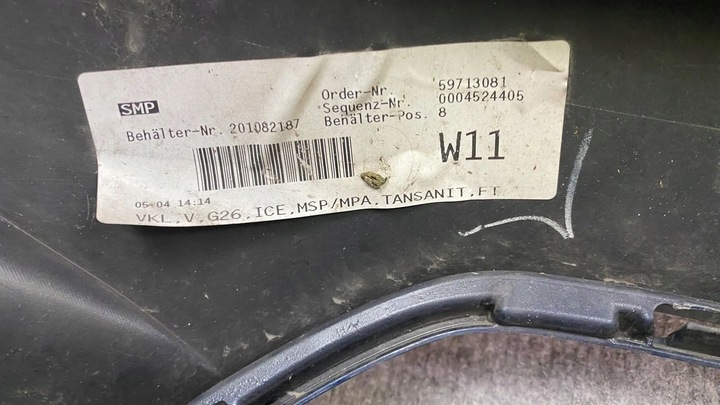 SMP
Order-Nr. 59713081
Sequenz-Nr. 0004524405
Behälter-Nr. 201082187 Behälter-Pos. 8
W11
05-04 14:14
VKL,V,G26,ICE,MSP/MPA,TANSANIT,FI